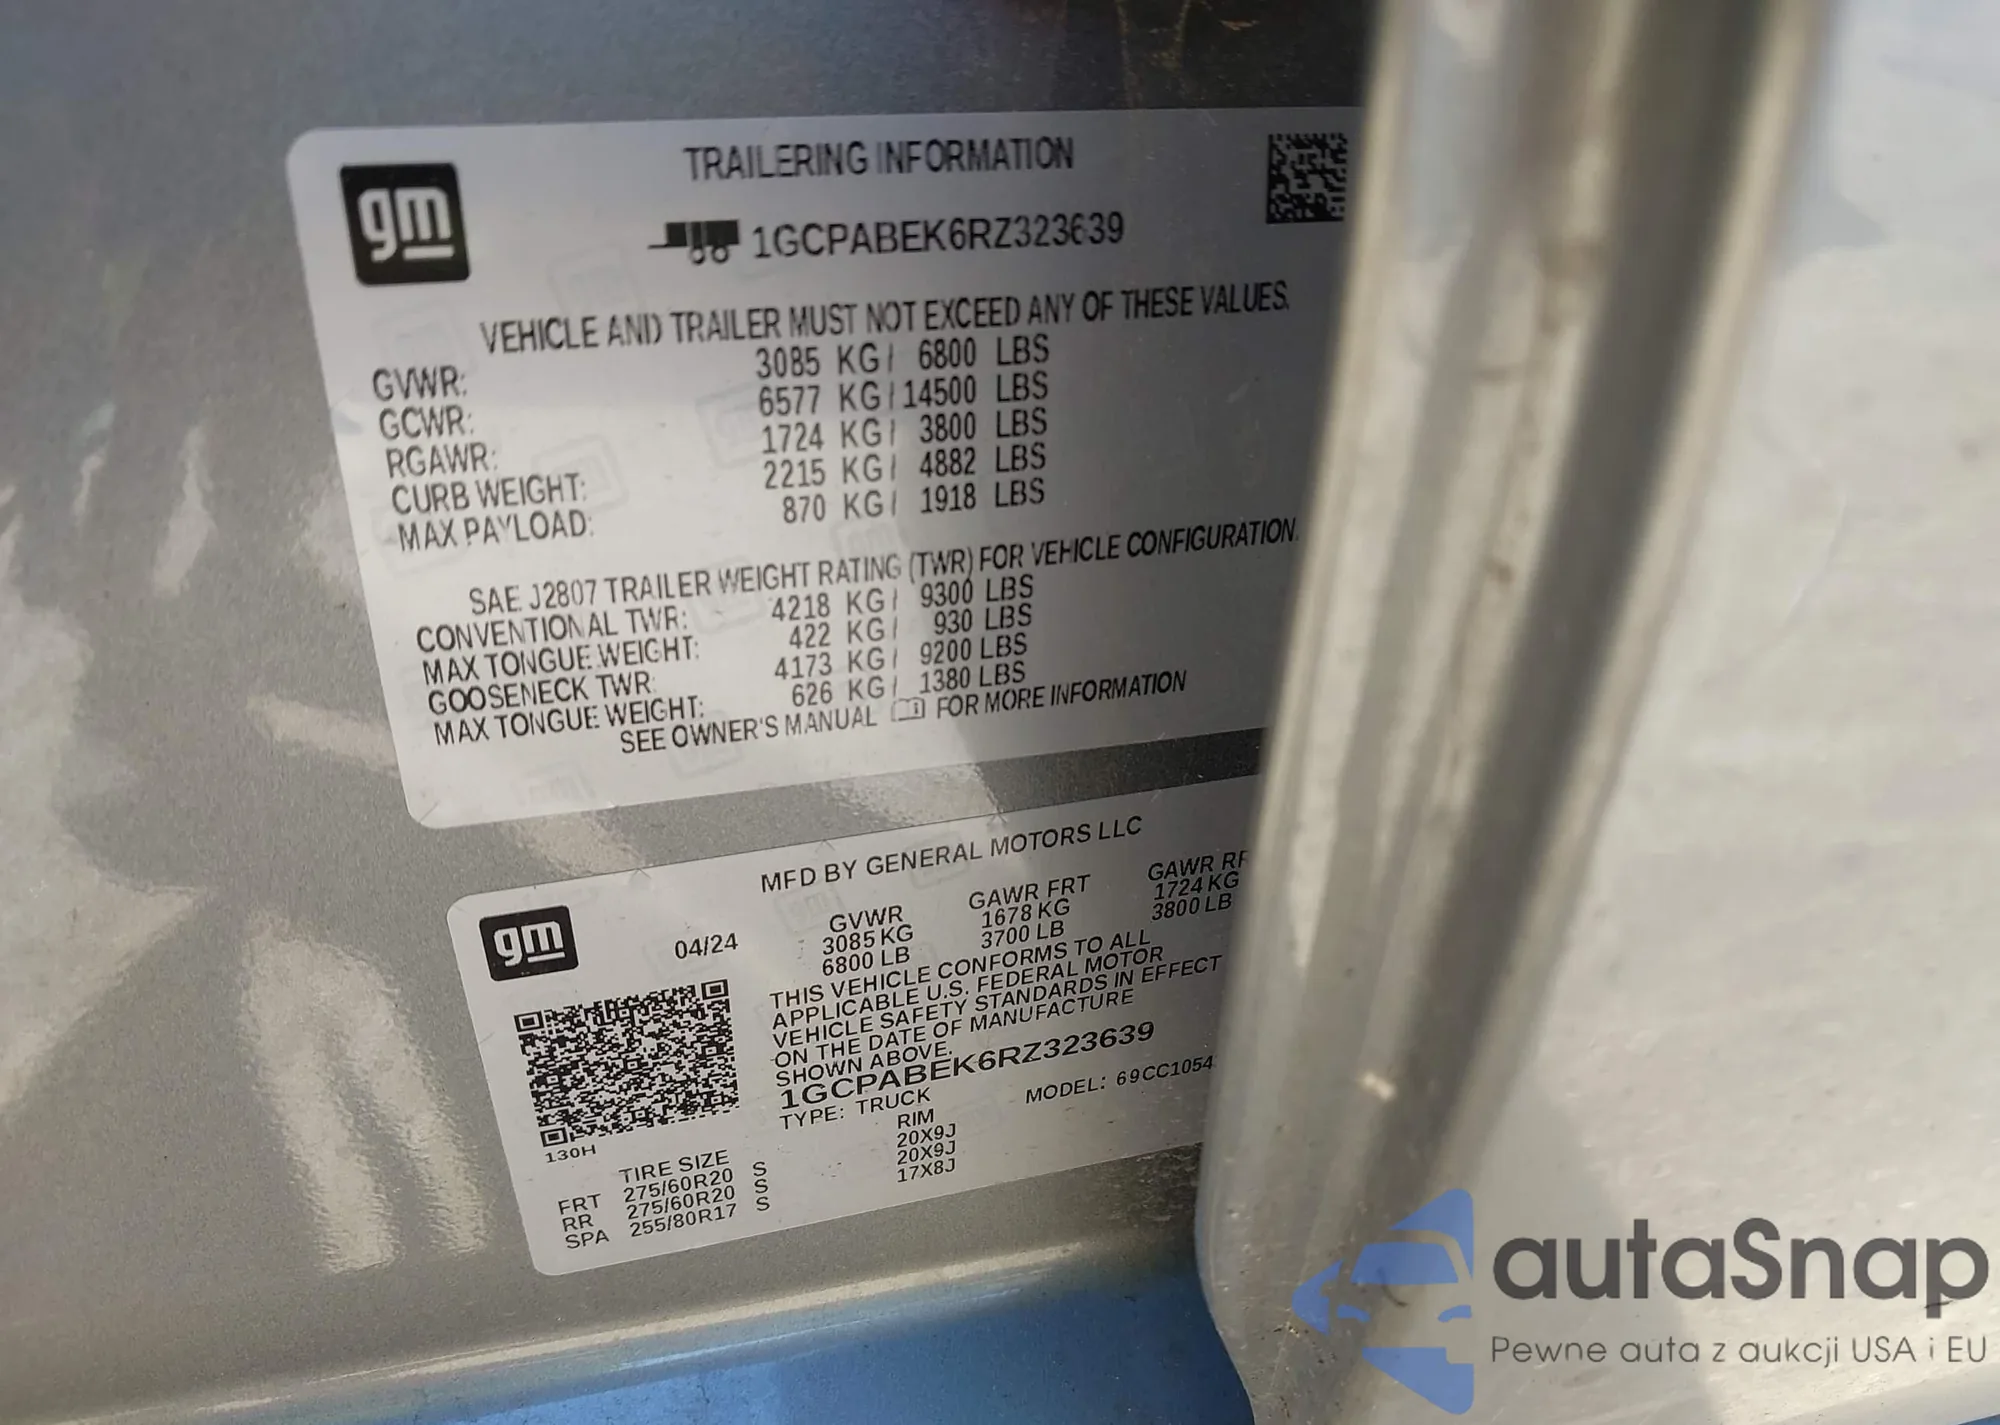 gm
TRAILERING INFORMATION
1GCPABEK6RZ323639
VEHICLE AND TRAILER MUST NOT EXCEED ANY OF THESE VALUES.
GVWR: 3085 KG / 6800 LBS
GCWR: 6577 KG / 14500 LBS
RGAWR: 1724 KG / 3800 LBS
CURB WEIGHT: 2215 KG / 4882 LBS
MAX PAYLOAD: 870 KG / 1918 LBS
SAE J2807 TRAILER WEIGHT RATING (TWR) FOR VEHICLE CONFIGURATION.
CONVENTIONAL TWR: 4218 KG / 9300 LBS
MAX TONGUE WEIGHT: 422 KG / 930 LBS
GOOSENECK TWR: 4173 KG / 9200 LBS
MAX TONGUE WEIGHT: 626 KG / 1380 LBS
SEE OWNER'S MANUAL FOR MORE INFORMATION
MFD BY GENERAL MOTORS LLC
gm
04/24
GVWR GAWR FRT GAWR RR
3085 KG 1678 KG 1724 KG
6800 LB 3700 LB 3800 LB
THIS VEHICLE CONFORMS TO ALL
APPLICABLE U.S. FEDERAL MOTOR
VEHICLE SAFETY STANDARDS IN EFFECT
ON THE DATE OF MANUFACTURE
SHOWN ABOVE.
1GCPABEK6RZ323639
TYPE: TRUCK MODEL: 69CC1054
130H
TIRE SIZE RIM
FRT 275/60R20 S 20X9J
RR 275/60R20 S 20X9J
SPA 255/80R17 S 17X8J
autaSnap
Pewne auta z aukcji USA i EU